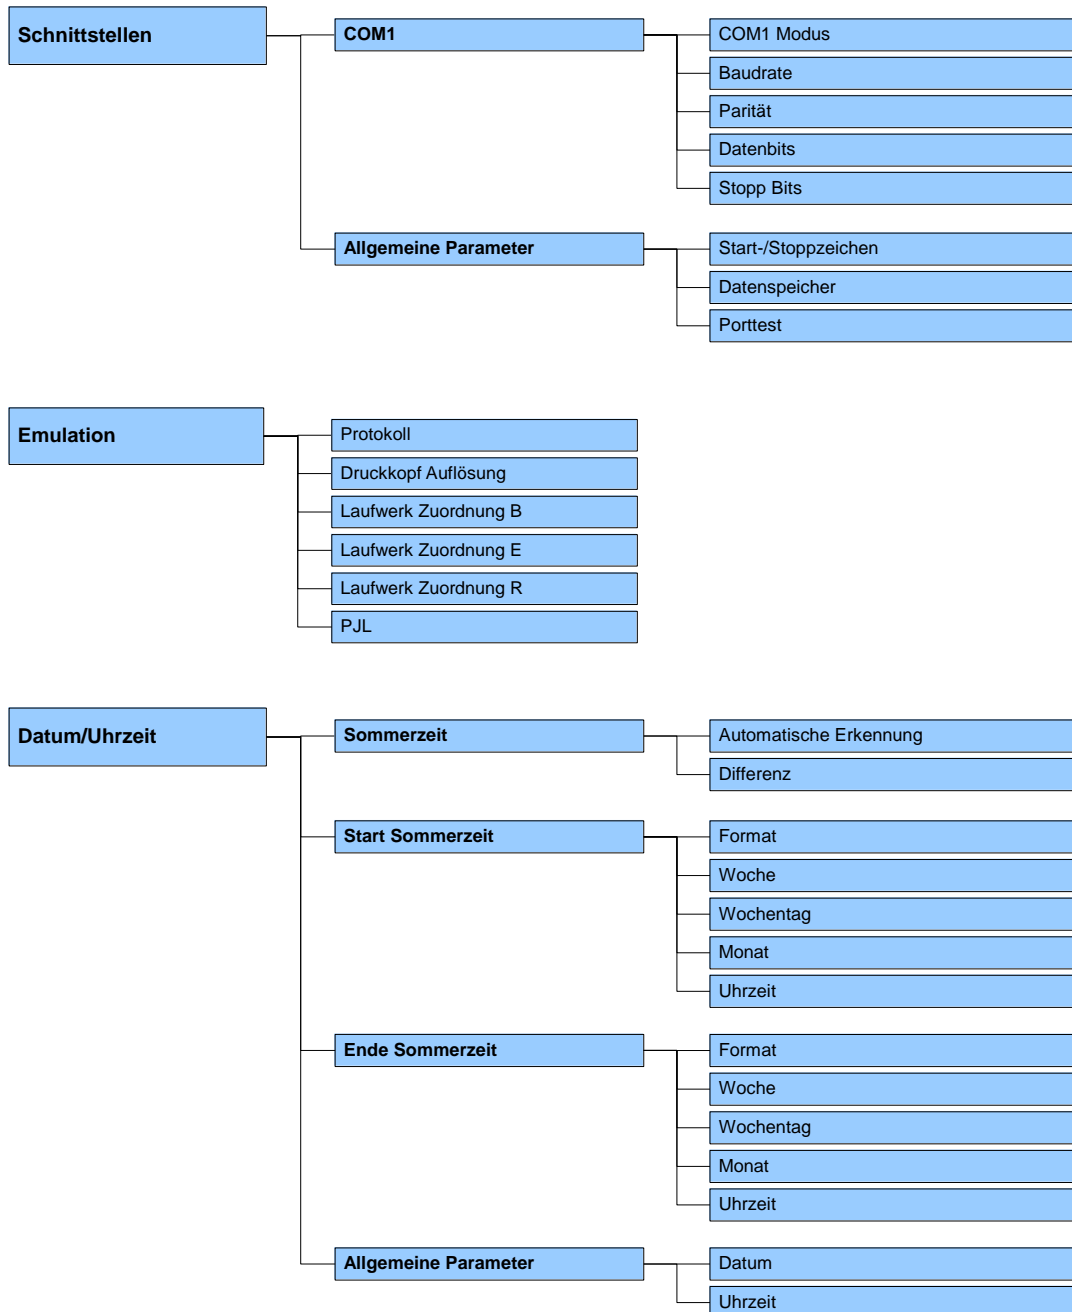 Schnittstellen
COM1
COM1 Modus
Baudrate
Parität
Datenbits
Stopp Bits
Allgemeine Parameter
Start-/Stoppzeichen
Datenspeicher
Porttest
Emulation
Protokoll
Druckkopf Auflösung
Laufwerk Zuordnung B
Laufwerk Zuordnung E
Laufwerk Zuordnung R
PJL
Datum/Uhrzeit
Sommerzeit
Automatische Erkennung
Differenz
Start Sommerzeit
Format
Woche
Wochentag
Monat
Uhrzeit
Ende Sommerzeit
Format
Woche
Wochentag
Monat
Uhrzeit
Allgemeine Parameter
Datum
Uhrzeit